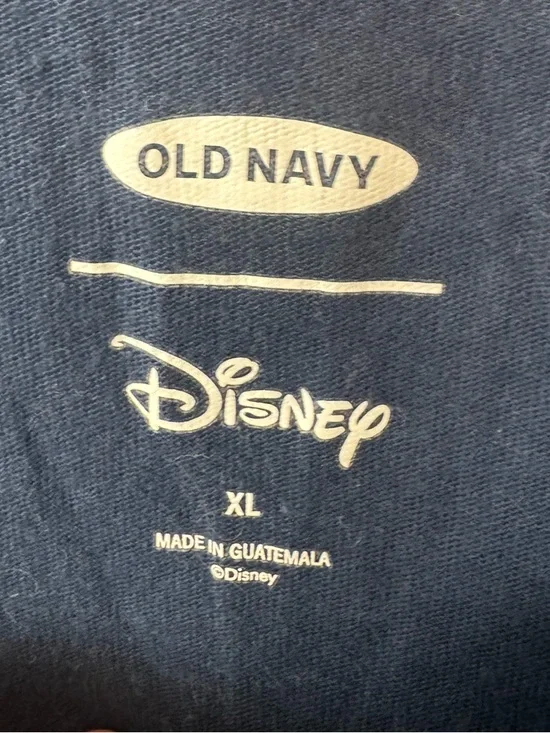 OLD NAVY
Disney
XL
MADE IN GUATEMALA
©Disney